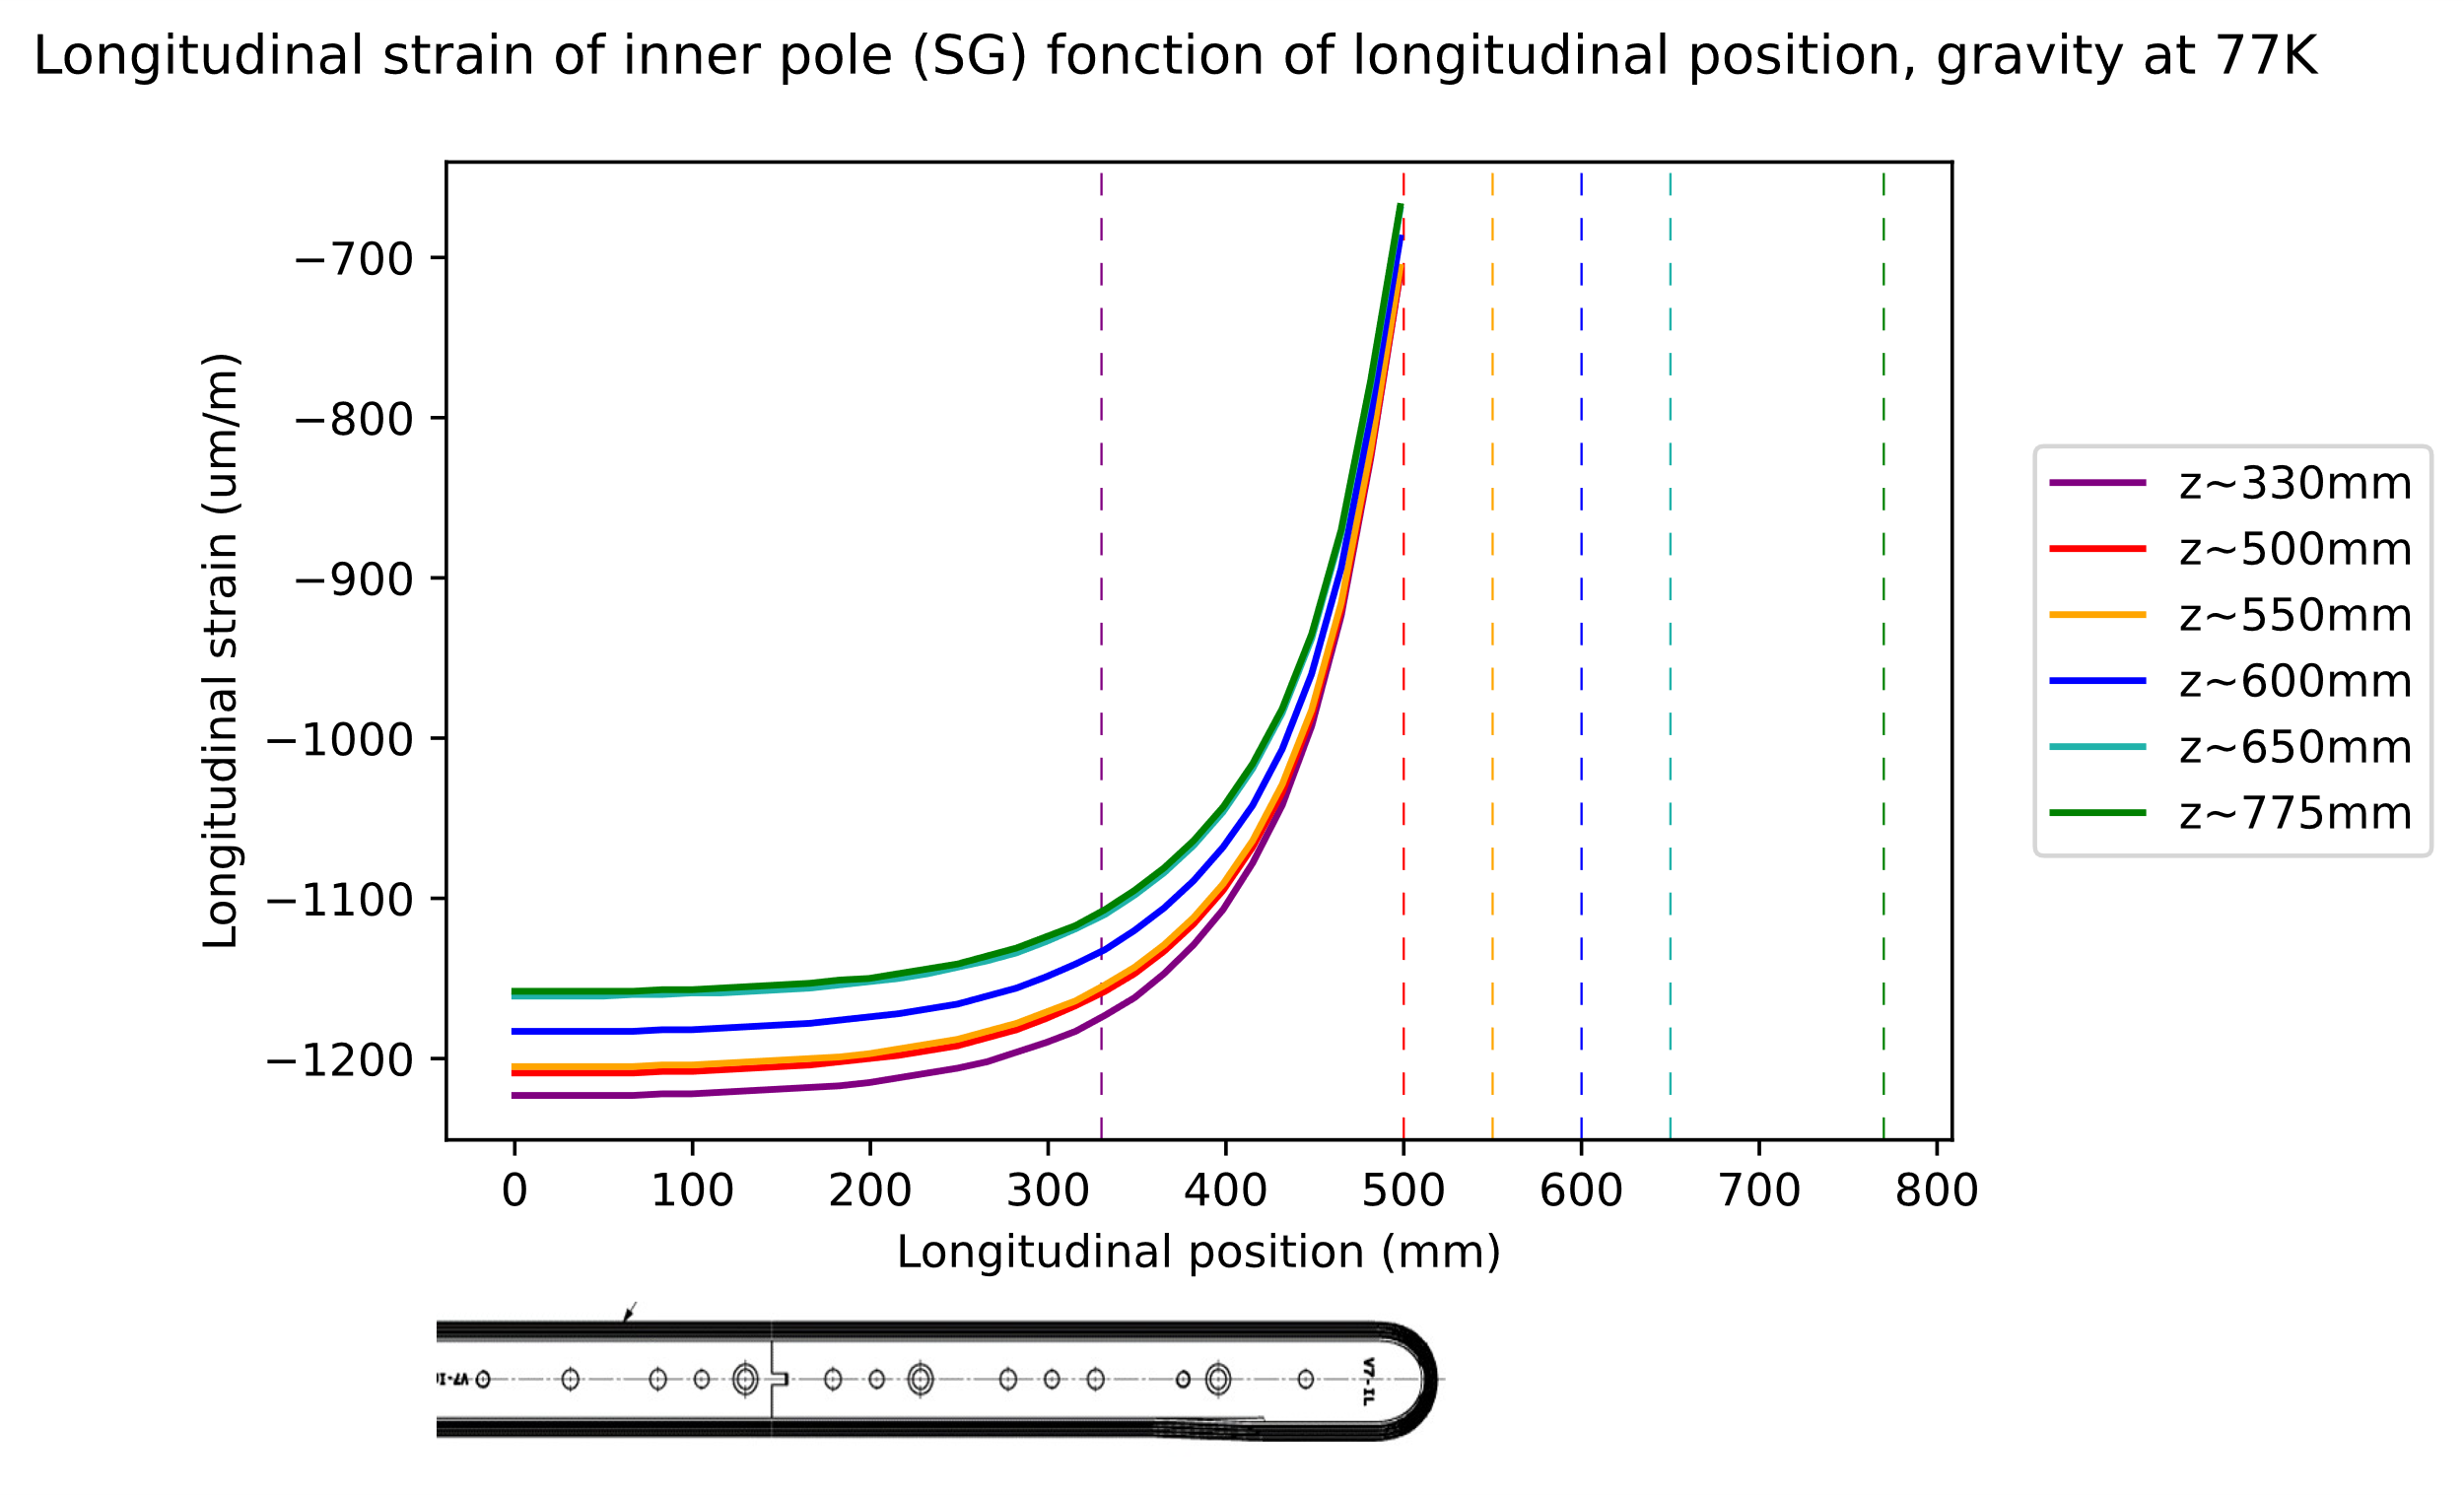 Longitudinal strain of inner pole (SG) fonction of longitudinal position, gravity at 77K
Longitudinal strain (um/m)
−700
−800
−900
−1000
−1100
−1200
0 100 200 300 400 500 600 700 800
Longitudinal position (mm)
z~330mm
z~500mm
z~550mm
z~600mm
z~650mm
z~775mm
V7-IL